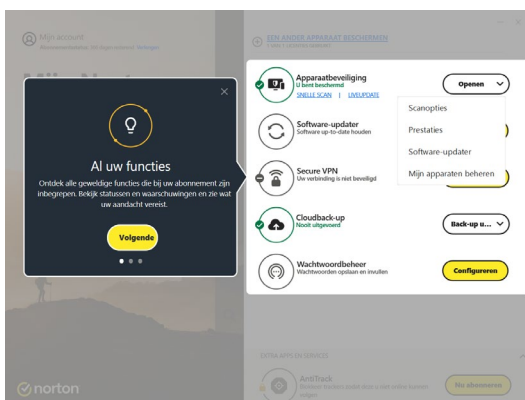 Mijn account
Verlengen
EEN ANDER APPARAAT BESCHERMEN
Al uw functies
Ontdek alle geweldige functies die bij uw abonnement zijn
inbegrepen. Bekijk statussen en waarschuwingen en zie wat
uw aandacht vereist.
Volgende
Apparaatbeveiliging
U bent beschermd
SNELLE SCAN | LIVEUPDATE
Openen
Scanopties
Prestaties
Software-updater
Mijn apparaten beheren
Software-updater
Software up-to-date houden
Secure VPN
Uw verbinding is niet beveiligd
Cloudback-up
Nooit uitgevoerd
Back-up u...
Wachtwoordbeheer
Wachtwoorden opslaan en invullen
Configureren
EXTRA APPS EN SERVICES
AntiTrack
Nu abonneren
norton